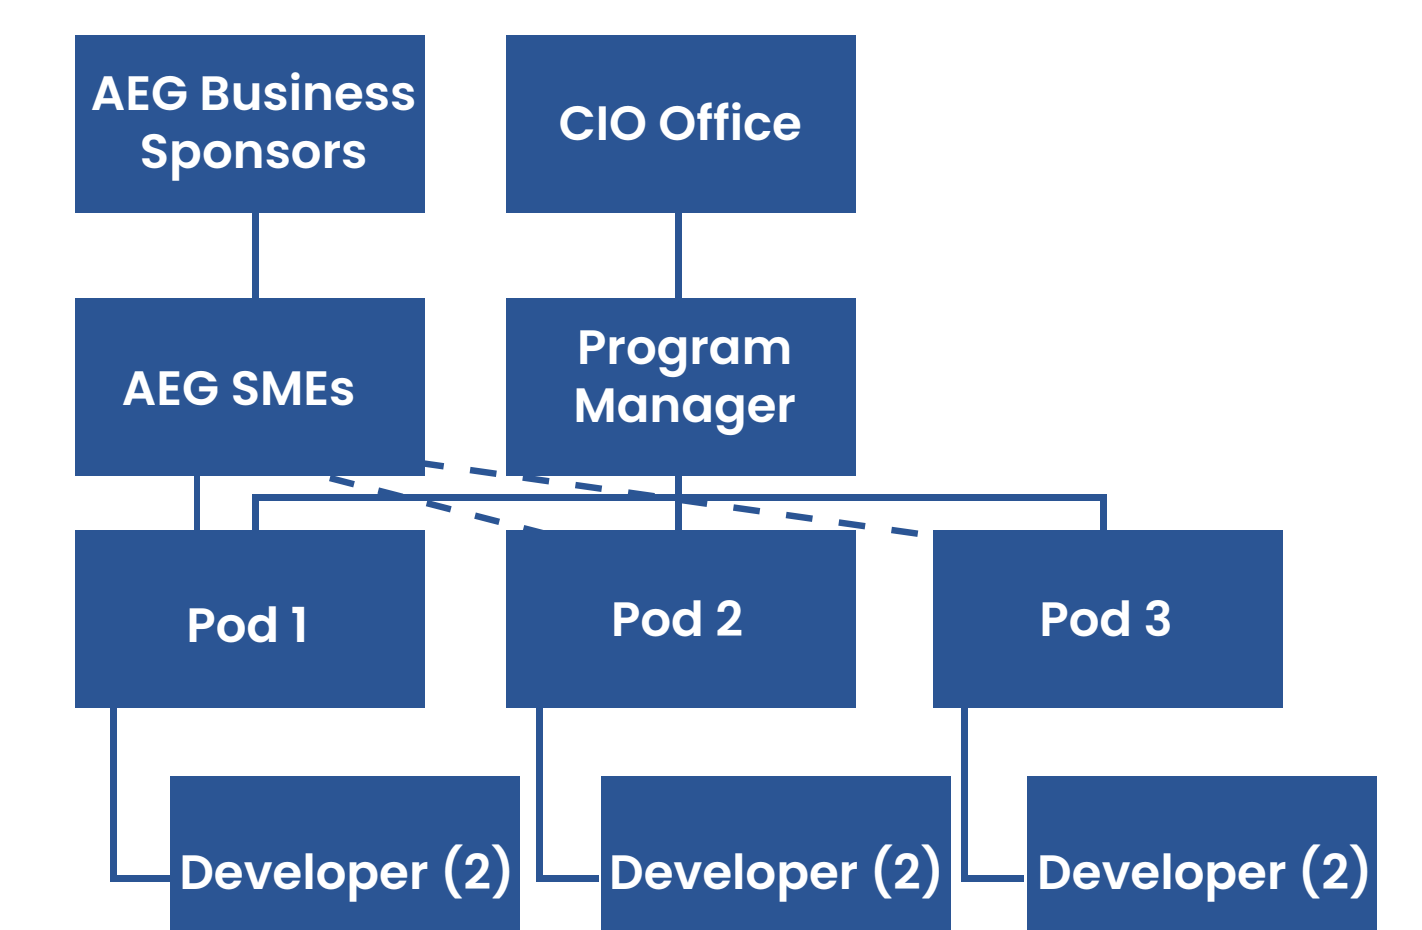 AEG Business
Sponsors
CIO Office
AEG SMEs
Program
Manager
Pod 1
Pod 2
Pod 3
Developer (2)
Developer (2)
Developer (2)